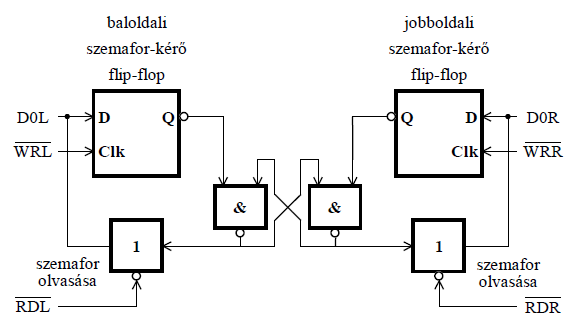 baloldali
szemafor-kérő
flip-flop
jobboldali
szemafor-kérő
flip-flop
D0L
D
Q
Q
D
D0R
WRL
Clk
Clk
WRR
&
&
1
1
szemafor
olvasása
szemafor
olvasása
RDL
RDR